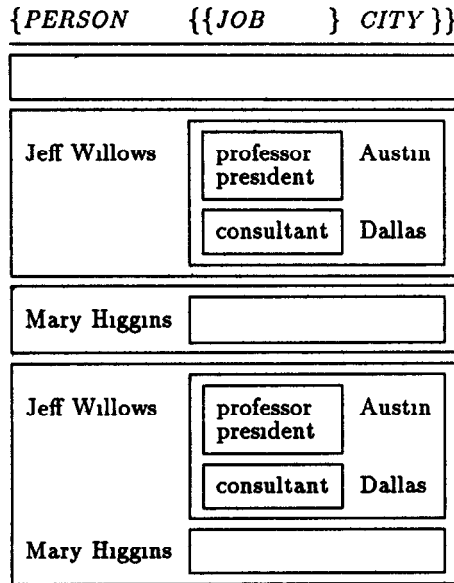 {PERSON {{JOB } CITY }}
Jeff Willows professor Austin
president
consultant Dallas
Mary Higgins
Jeff Willows professor Austin
president
consultant Dallas
Mary Higgins